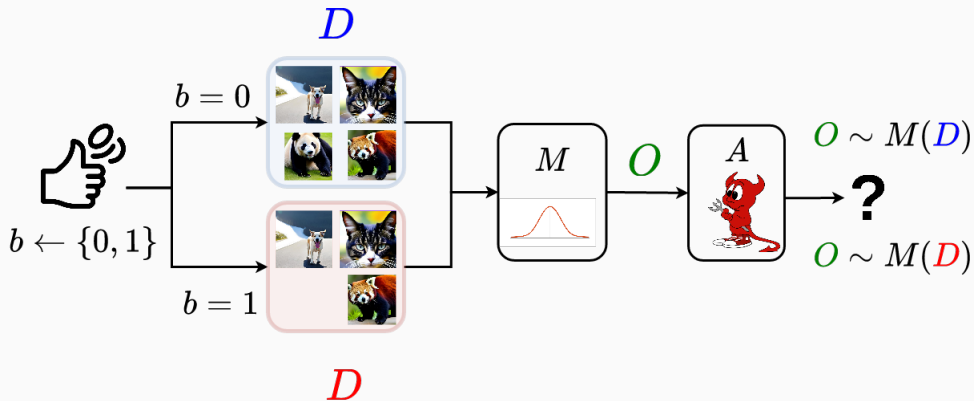 D
b = 0
b ← {0, 1}
b = 1
D
M
O
A
O ∼ M(D)
?
O ∼ M(D)